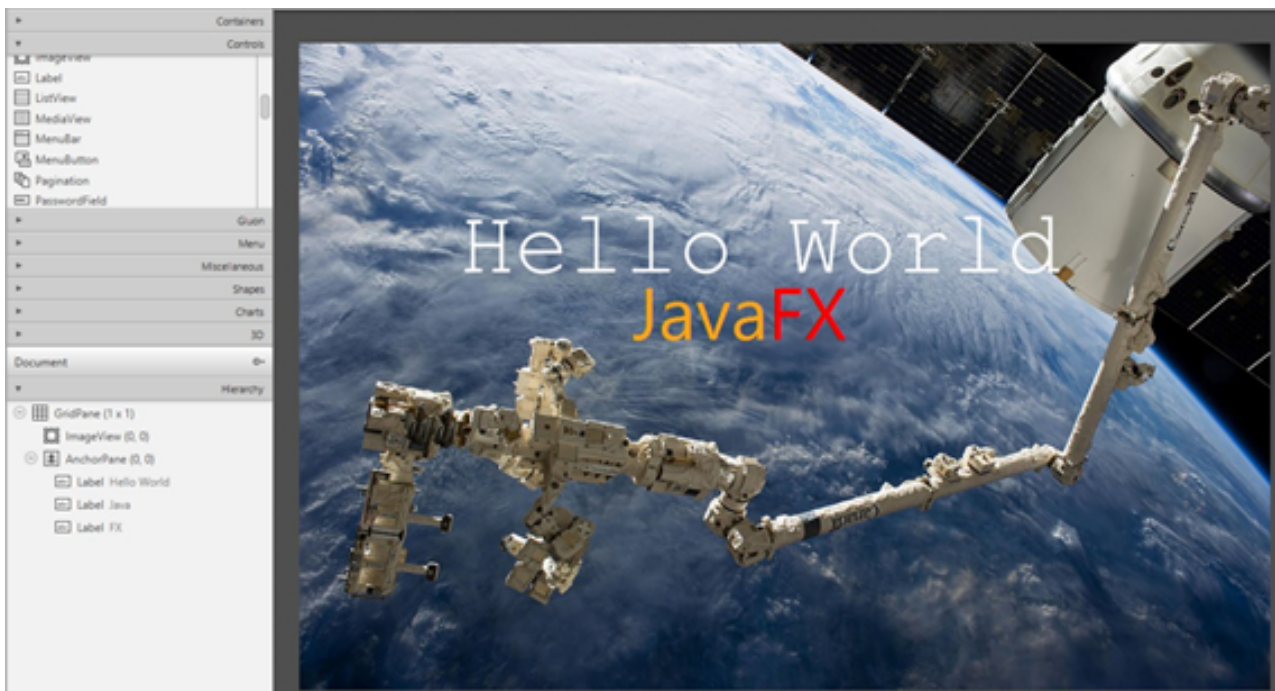 Containers
Controls
ImageView
Label
ListView
MediaView
MenuBar
MenuButton
Pagination
PasswordField
Gluon
Menu
Miscellaneous
Shapes
Charts
3D
Document
Hierarchy
GridPane (1 x 1)
ImageView (0, 0)
AnchorPane (0, 0)
Label Hello World
Label Java
Label FX
Hello World
JavaFX
Canada